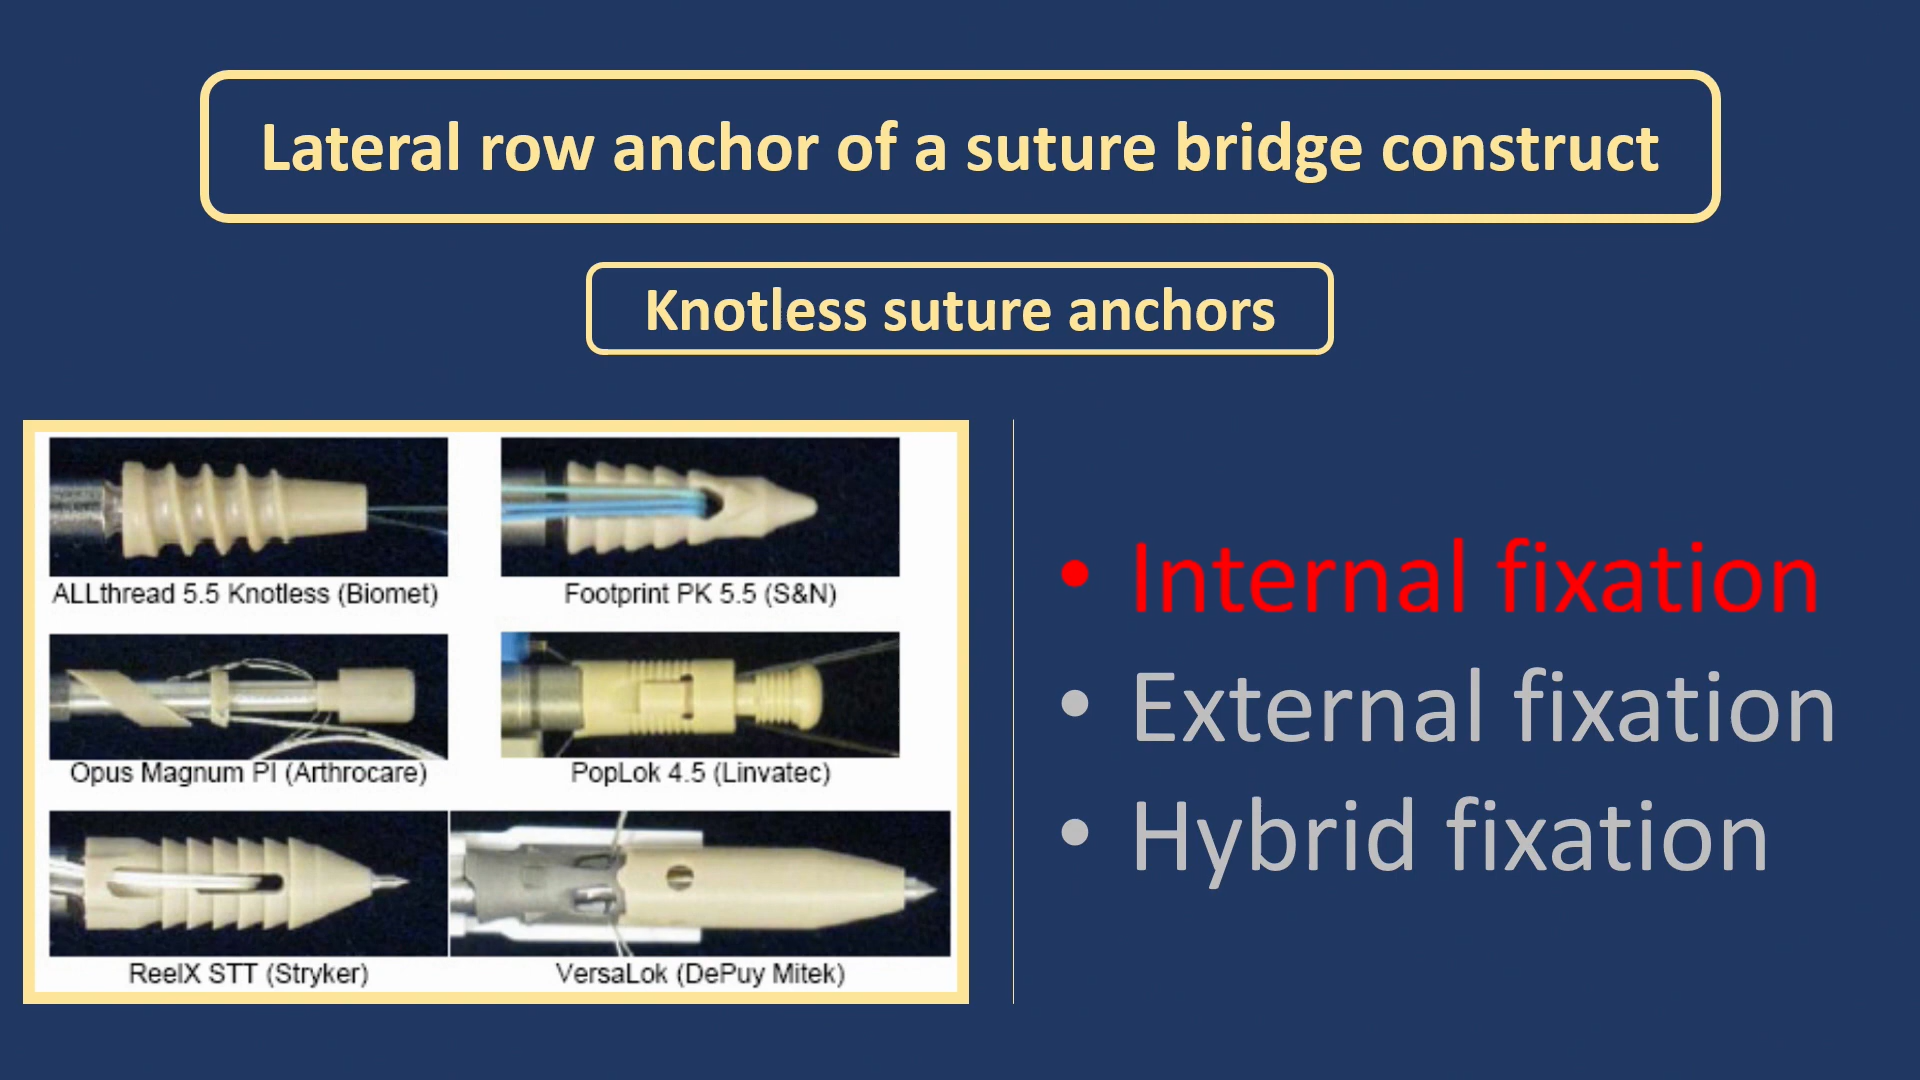 Lateral row anchor of a suture bridge construct
Knotless suture anchors
ALLthread 5.5 Knotless (Biomet)
Footprint PK 5.5 (S&N)
Opus Magnum PI (Arthrocare)
PopLok 4.5 (Linvatec)
ReelX STT (Stryker)
VersaLok (DePuy Mitek)
• Internal fixation
• External fixation
• Hybrid fixation